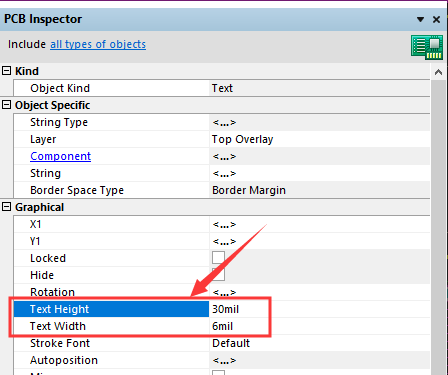 PCB Inspector
Include all types of objects
Kind
Object Kind Text
Object Specific
String Type <...>
Layer Top Overlay
Component <...>
String <...>
Border Space Type Border Margin
Graphical
X1 <...>
Y1 <...>
Locked
Hide
Rotation <...>
Text Height 30mil
Text Width 6mil
Stroke Font Default
Autoposition <...>